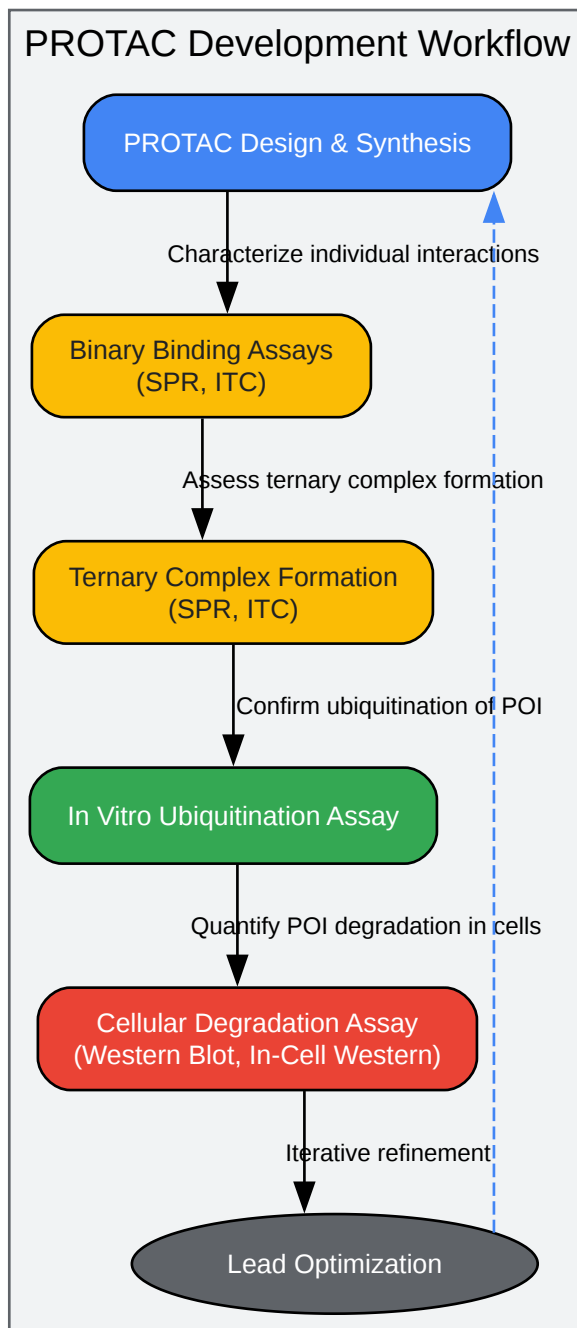 PROTAC Development Workflow
PROTAC Design & Synthesis
Characterize individual interactions
Binary Binding Assays
(SPR, ITC)
Assess ternary complex formation
Ternary Complex Formation
(SPR, ITC)
Confirm ubiquitination of POI
In Vitro Ubiquitination Assay
Quantify POI degradation in cells
Cellular Degradation Assay
(Western Blot, In-Cell Western)
Iterative refinement
Lead Optimization